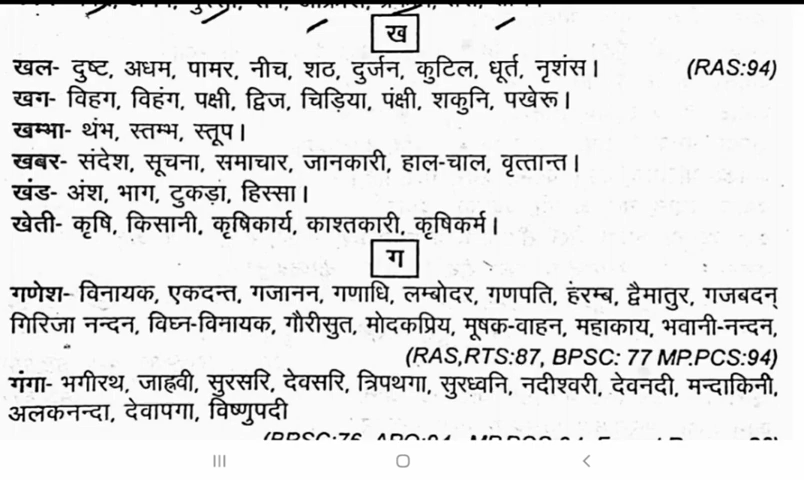 ख
खल- दुष्ट, अधम, पामर, नीच, शठ, दुर्जन, कुटिल, धूर्त, नृशंस। (RAS:94)
खग- विहग, विहंग, पक्षी, द्विज, चिड़िया, पंक्षी, शकुनि, पखेरू।
खम्भा- थंभ, स्तम्भ, स्तूप।
खबर- संदेश, सूचना, समाचार, जानकारी, हाल-चाल, वृत्तान्त।
खंड- अंश, भाग, टुकड़ा, हिस्सा।
खेती- कृषि, किसानी, कृषिकार्य, काश्तकारी, कृषिकर्म।
ग
गणेश- विनायक, एकदन्त, गजानन, गणाधि, लम्बोदर, गणपति, हेरम्ब, द्वैमातुर, गजबदन्
गिरिजा नन्दन, विघ्न-विनायक, गौरीसुत, मोदकप्रिय, मूषक-वाहन, महाकाय, भवानी-नन्दन,
(RAS,RTS:87, BPSC: 77 MP.PCS:94)
गंगा- भगीरथ, जाह्रवी, सुरसरि, देवसरि, त्रिपथगा, सुरध्वनि, नदीश्वरी, देवनदी, मन्दाकिनी,
अलकनन्दा, देवापगा, विष्णुपदी